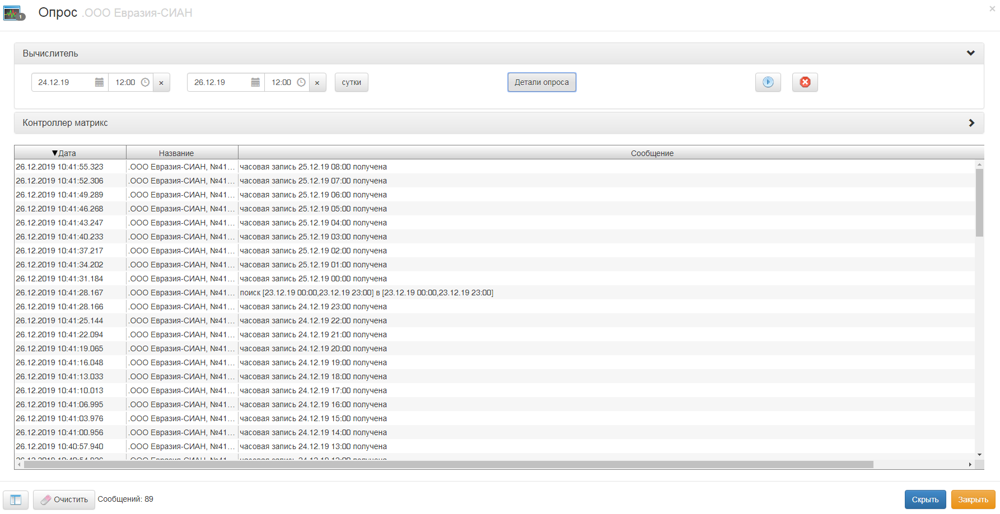 1
Опрос .ООО Евразия-СИАН
×
Вычислитель
24.12.19 12:00 × 26.12.19 12:00 × сутки Детали опроса
Контроллер матрикс
▼Дата Название Сообщение
26.12.2019 10:41:55.323 .ООО Евразия-СИАН, №41... часовая запись 25.12.19 08:00 получена
26.12.2019 10:41:52.306 .ООО Евразия-СИАН, №41... часовая запись 25.12.19 07:00 получена
26.12.2019 10:41:49.289 .ООО Евразия-СИАН, №41... часовая запись 25.12.19 06:00 получена
26.12.2019 10:41:46.268 .ООО Евразия-СИАН, №41... часовая запись 25.12.19 05:00 получена
26.12.2019 10:41:43.247 .ООО Евразия-СИАН, №41... часовая запись 25.12.19 04:00 получена
26.12.2019 10:41:40.233 .ООО Евразия-СИАН, №41... часовая запись 25.12.19 03:00 получена
26.12.2019 10:41:37.217 .ООО Евразия-СИАН, №41... часовая запись 25.12.19 02:00 получена
26.12.2019 10:41:34.202 .ООО Евразия-СИАН, №41... часовая запись 25.12.19 01:00 получена
26.12.2019 10:41:31.184 .ООО Евразия-СИАН, №41... часовая запись 25.12.19 00:00 получена
26.12.2019 10:41:28.167 .ООО Евразия-СИАН, №41... поиск [23.12.19 00:00,23.12.19 23:00] в [23.12.19 00:00,23.12.19 23:00]
26.12.2019 10:41:28.166 .ООО Евразия-СИАН, №41... часовая запись 24.12.19 23:00 получена
26.12.2019 10:41:25.144 .ООО Евразия-СИАН, №41... часовая запись 24.12.19 22:00 получена
26.12.2019 10:41:22.094 .ООО Евразия-СИАН, №41... часовая запись 24.12.19 21:00 получена
26.12.2019 10:41:19.065 .ООО Евразия-СИАН, №41... часовая запись 24.12.19 20:00 получена
26.12.2019 10:41:16.048 .ООО Евразия-СИАН, №41... часовая запись 24.12.19 19:00 получена
26.12.2019 10:41:13.033 .ООО Евразия-СИАН, №41... часовая запись 24.12.19 18:00 получена
26.12.2019 10:41:10.013 .ООО Евразия-СИАН, №41... часовая запись 24.12.19 17:00 получена
26.12.2019 10:41:06.995 .ООО Евразия-СИАН, №41... часовая запись 24.12.19 16:00 получена
26.12.2019 10:41:03.976 .ООО Евразия-СИАН, №41... часовая запись 24.12.19 15:00 получена
26.12.2019 10:41:00.956 .ООО Евразия-СИАН, №41... часовая запись 24.12.19 14:00 получена
26.12.2019 10:40:57.940 .ООО Евразия-СИАН, №41... часовая запись 24.12.19 13:00 получена
26.12.2019 .ООО Евразия-СИАН, №41... часовая запись 24.12.19 12:00 получена
Очистить Сообщений: 89 Скрыть Закрыть